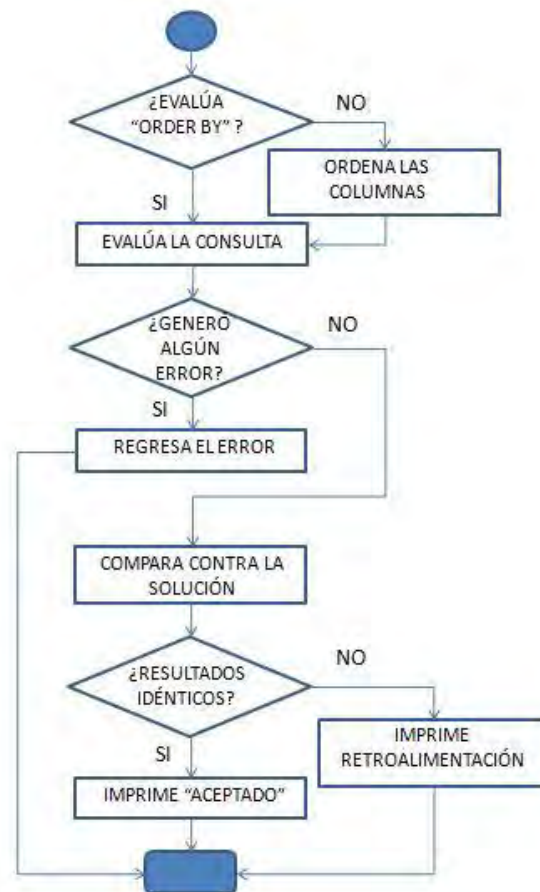 ¿EVALÚA
"ORDER BY" ?
NO
ORDENA LAS
COLUMNAS
SI
EVALÚA LA CONSULTA
¿GENERÓ
ALGÚN
ERROR?
NO
SI
REGRESA EL ERROR
COMPARA CONTRA LA
SOLUCIÓN
¿RESULTADOS
IDÉNTICOS?
NO
IMPRIME
RETROALIMENTACIÓN
SI
IMPRIME "ACEPTADO"